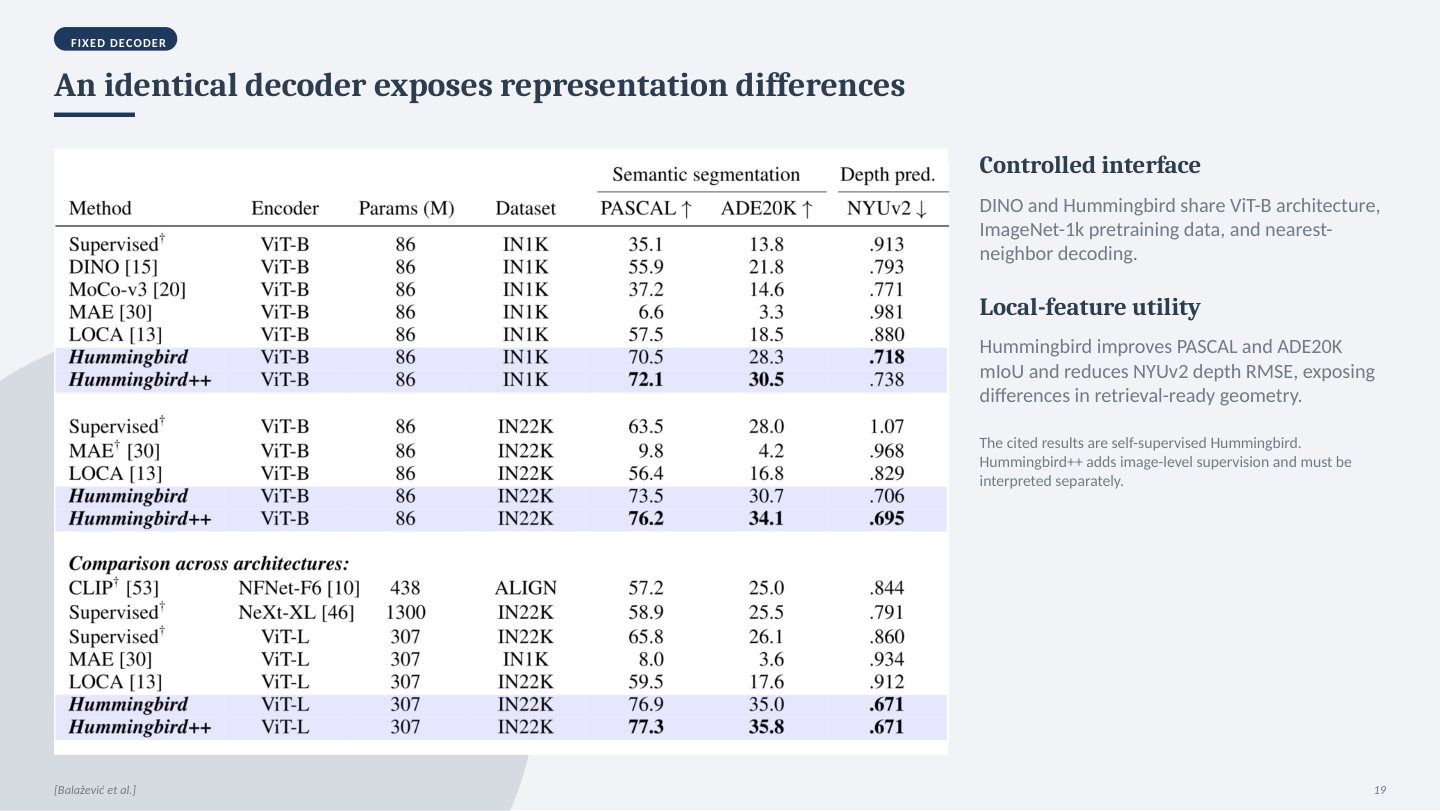 FIXED DECODER
An identical decoder exposes representation differences
Semantic segmentation Depth pred.
Method Encoder Params (M) Dataset PASCAL ↑ ADE20K ↑ NYUv2 ↓
Supervised† ViT-B 86 IN1K 35.1 13.8 .913
DINO [15] ViT-B 86 IN1K 55.9 21.8 .793
MoCo-v3 [20] ViT-B 86 IN1K 37.2 14.6 .771
MAE [30] ViT-B 86 IN1K 6.6 3.3 .981
LOCA [13] ViT-B 86 IN1K 57.5 18.5 .880
Hummingbird ViT-B 86 IN1K 70.5 28.3 .718
Hummingbird++ ViT-B 86 IN1K 72.1 30.5 .738
Supervised† ViT-B 86 IN22K 63.5 28.0 1.07
MAE† [30] ViT-B 86 IN22K 9.8 4.2 .968
LOCA [13] ViT-B 86 IN22K 56.4 16.8 .829
Hummingbird ViT-B 86 IN22K 73.5 30.7 .706
Hummingbird++ ViT-B 86 IN22K 76.2 34.1 .695
Comparison across architectures:
CLIP† [53] NFNet-F6 [10] 438 ALIGN 57.2 25.0 .844
Supervised† NeXt-XL [46] 1300 IN22K 58.9 25.5 .791
Supervised† ViT-L 307 IN22K 65.8 26.1 .860
MAE [30] ViT-L 307 IN1K 8.0 3.6 .934
LOCA [13] ViT-L 307 IN22K 59.5 17.6 .912
Hummingbird ViT-L 307 IN22K 76.9 35.0 .671
Hummingbird++ ViT-L 307 IN22K 77.3 35.8 .671
Controlled interface
DINO and Hummingbird share ViT-B architecture,
ImageNet-1k pretraining data, and nearest-
neighbor decoding.
Local-feature utility
Hummingbird improves PASCAL and ADE20K
mIoU and reduces NYUv2 depth RMSE, exposing
differences in retrieval-ready geometry.
The cited results are self-supervised Hummingbird.
Hummingbird++ adds image-level supervision and must be
interpreted separately.
[Balažević et al.]
19